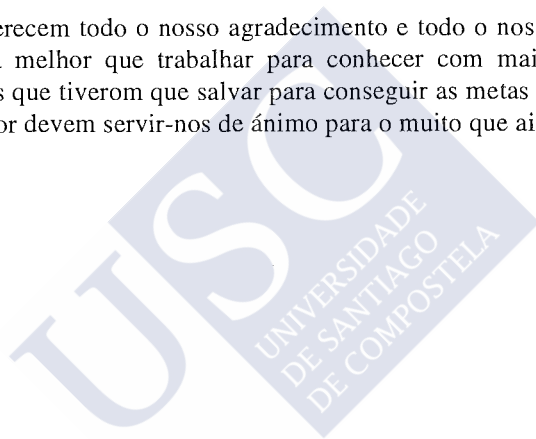 erecem todo o nosso agradecimento e todo o nos
melhor que trabalhar para conhecer com mai
s que tiverom que salvar para conseguir as metas
or devem servir-nos de ánimo para o muito que ai
USC
UNIVERSIDADE
DE SANTIAGO
DE COMPOSTELA